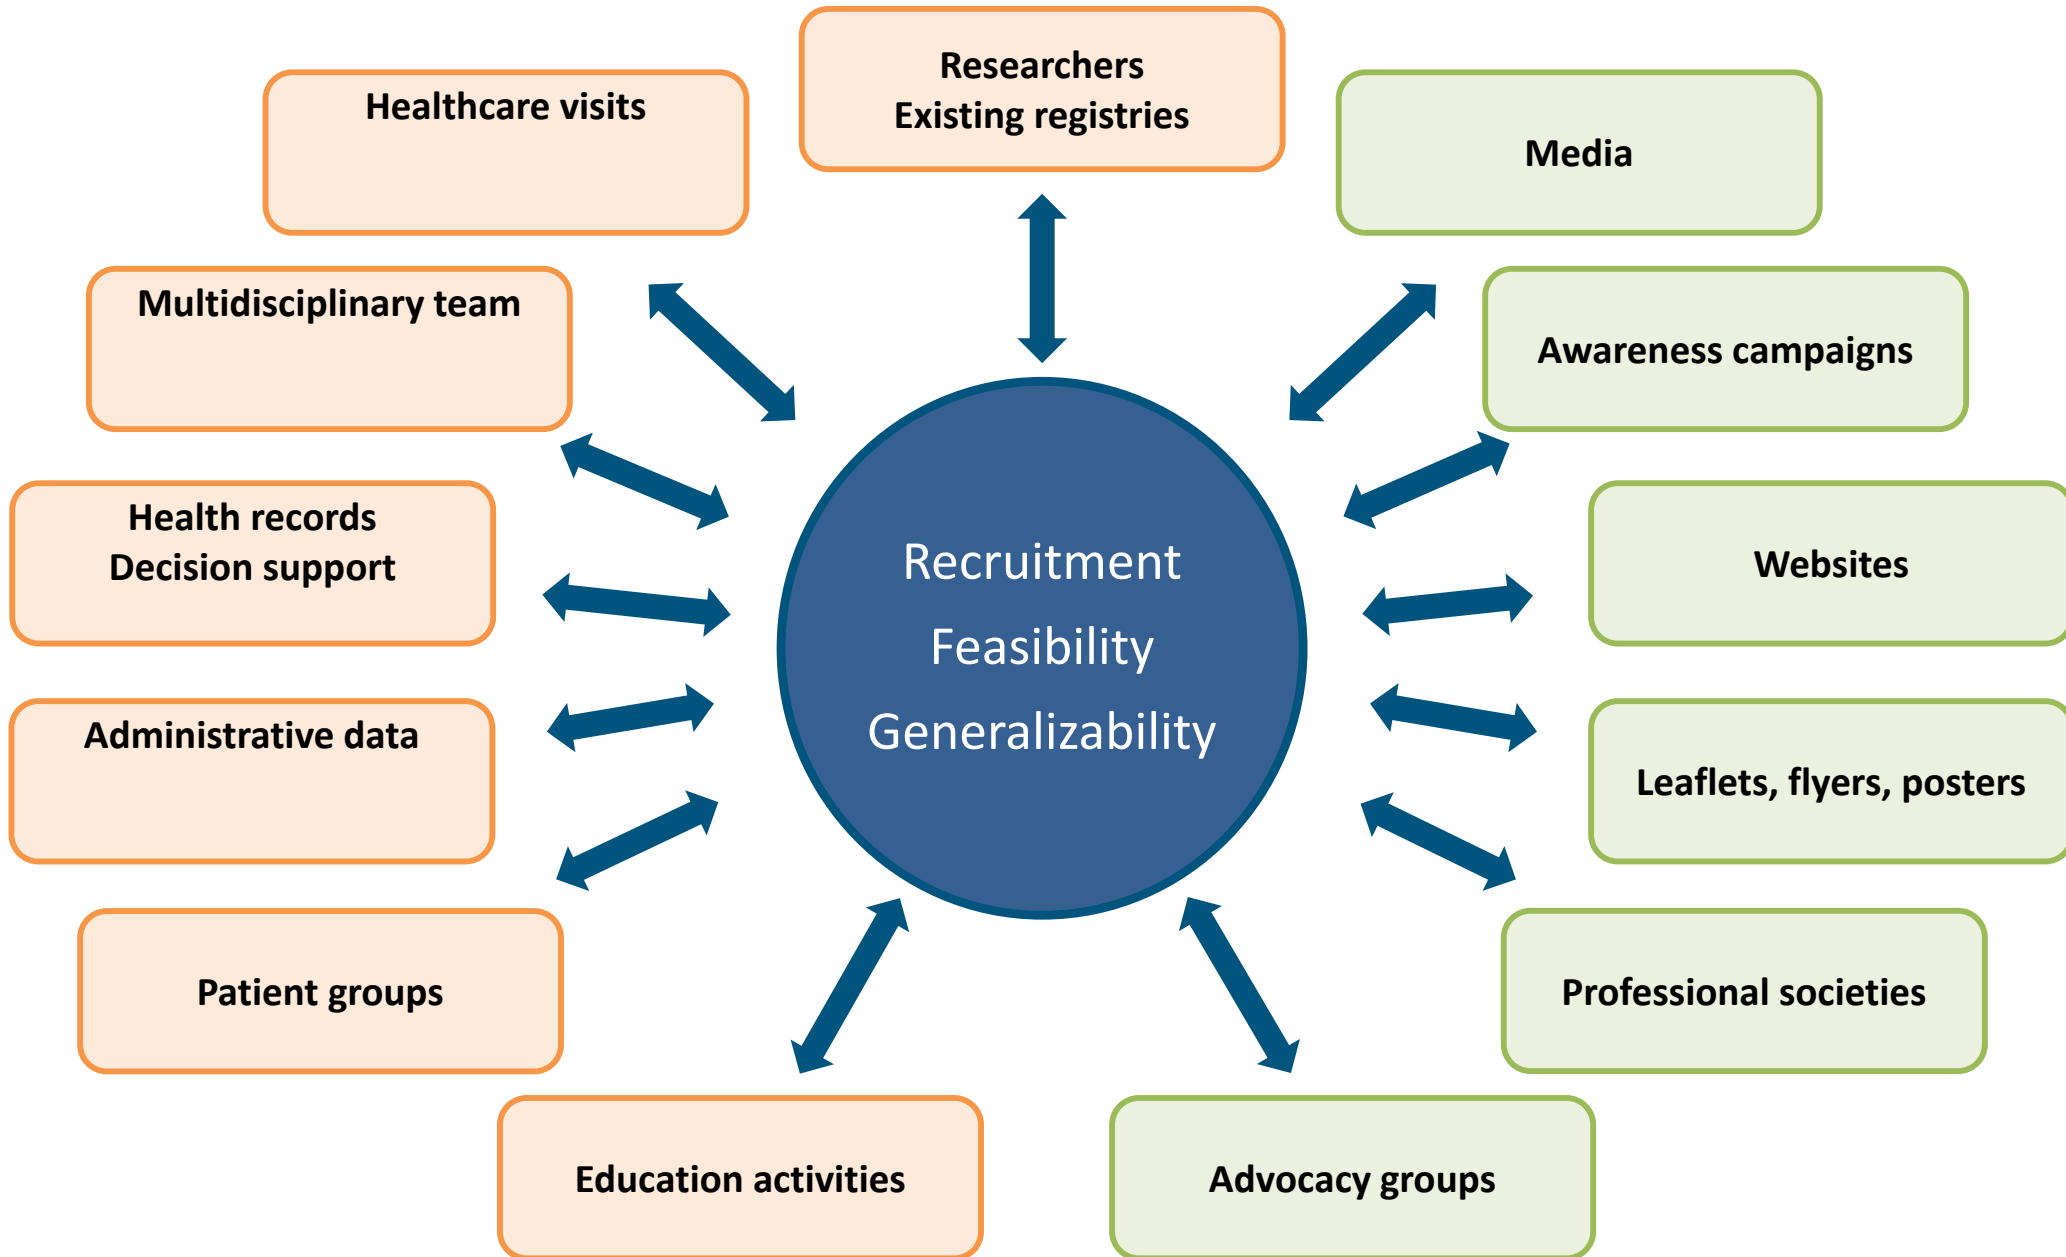 Researchers
Existing registries
Healthcare visits
Media
Multidisciplinary team
Awareness campaigns
Health records
Decision support
Websites
Recruitment
Feasibility
Generalizability
Administrative data
Leaflets, flyers, posters
Patient groups
Professional societies
Education activities
Advocacy groups